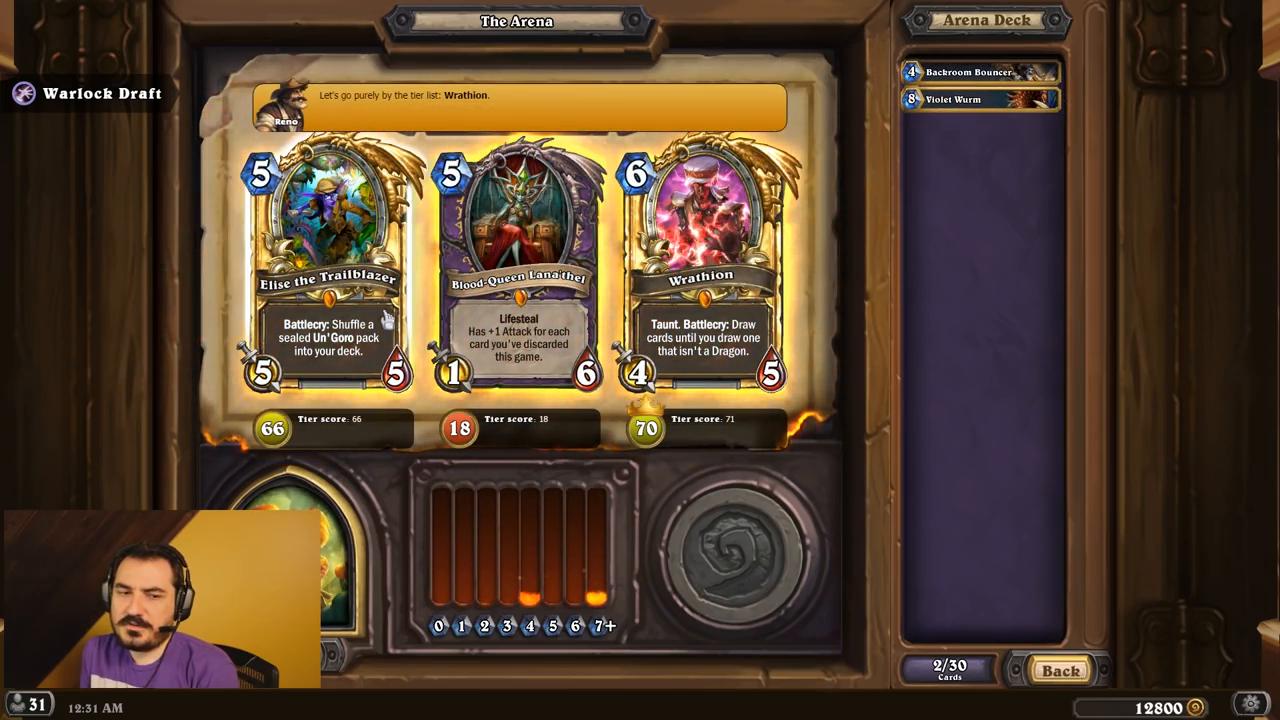 The Arena
Arena Deck
Warlock Draft
Let's go purely by the tier list: Wrathion.
Reno
4 Backroom Bouncer
8 Violet Wurm
5
5
6
Elise the Trailblazer
Blood-Queen Lana'thel
Wrathion
Battlecry: Shuffle a
sealed Un'Goro pack
into your deck.
Lifesteal
Has +1 Attack for each
card you've discarded
this game.
Taunt. Battlecry: Draw
cards until you draw one
that isn't a Dragon.
5 5
1 6
4 5
66 Tier score: 66
18 Tier score: 18
70 Tier score: 71
0 1 2 3 4 5 6 7+
2/30
Cards
Back
31
12:31 AM
12800